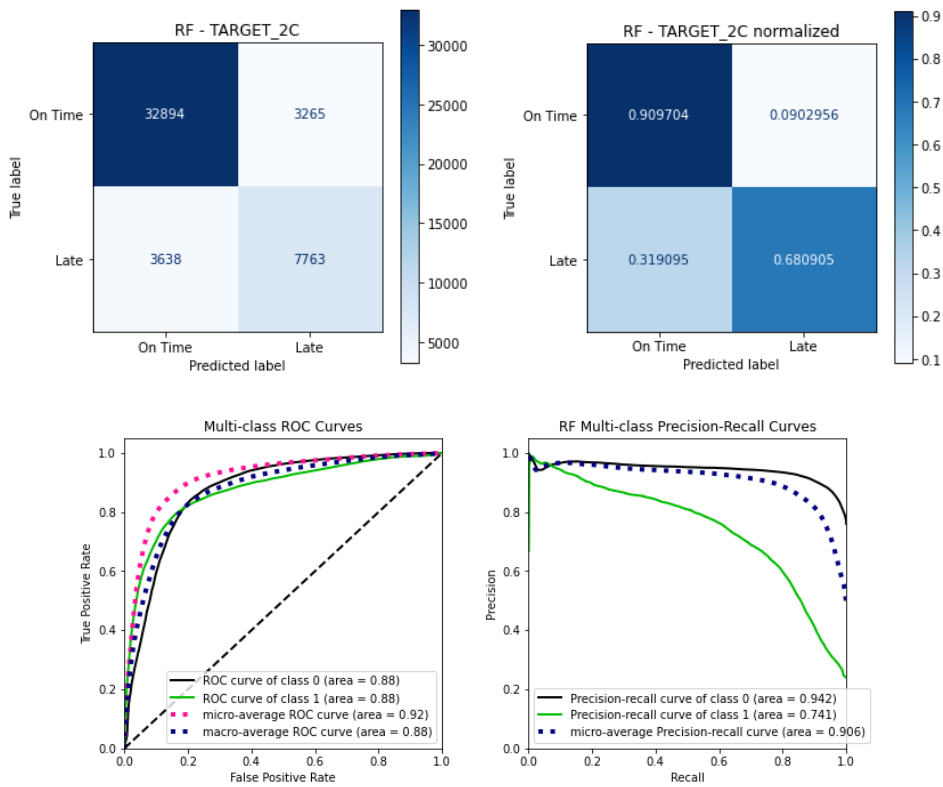 RF - TARGET_2C
On Time
Late
True label
32894
3265
3638
7763
On Time
Late
Predicted label
30000
25000
20000
15000
10000
5000
RF - TARGET_2C normalized
On Time
Late
True label
0.909704
0.0902956
0.319095
0.680905
On Time
Late
Predicted label
0.9
0.8
0.7
0.6
0.5
0.4
0.3
0.2
0.1
Multi-class ROC Curves
True Positive Rate
1.0
0.8
0.6
0.4
0.2
0.0
ROC curve of class 0 (area = 0.88)
ROC curve of class 1 (area = 0.88)
micro-average ROC curve (area = 0.92)
macro-average ROC curve (area = 0.88)
0.0
0.2
0.4
0.6
0.8
1.0
False Positive Rate
RF Multi-class Precision-Recall Curves
Precision
1.0
0.8
0.6
0.4
0.2
0.0
Precision-recall curve of class 0 (area = 0.942)
Precision-recall curve of class 1 (area = 0.741)
micro-average Precision-recall curve (area = 0.906)
0.0
0.2
0.4
0.6
0.8
1.0
Recall